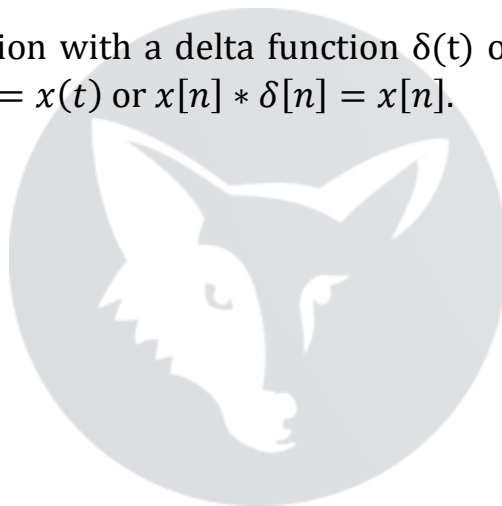 ion with a delta function δ(t) o
= x(t) or x[n] ∗ δ[n] = x[n].